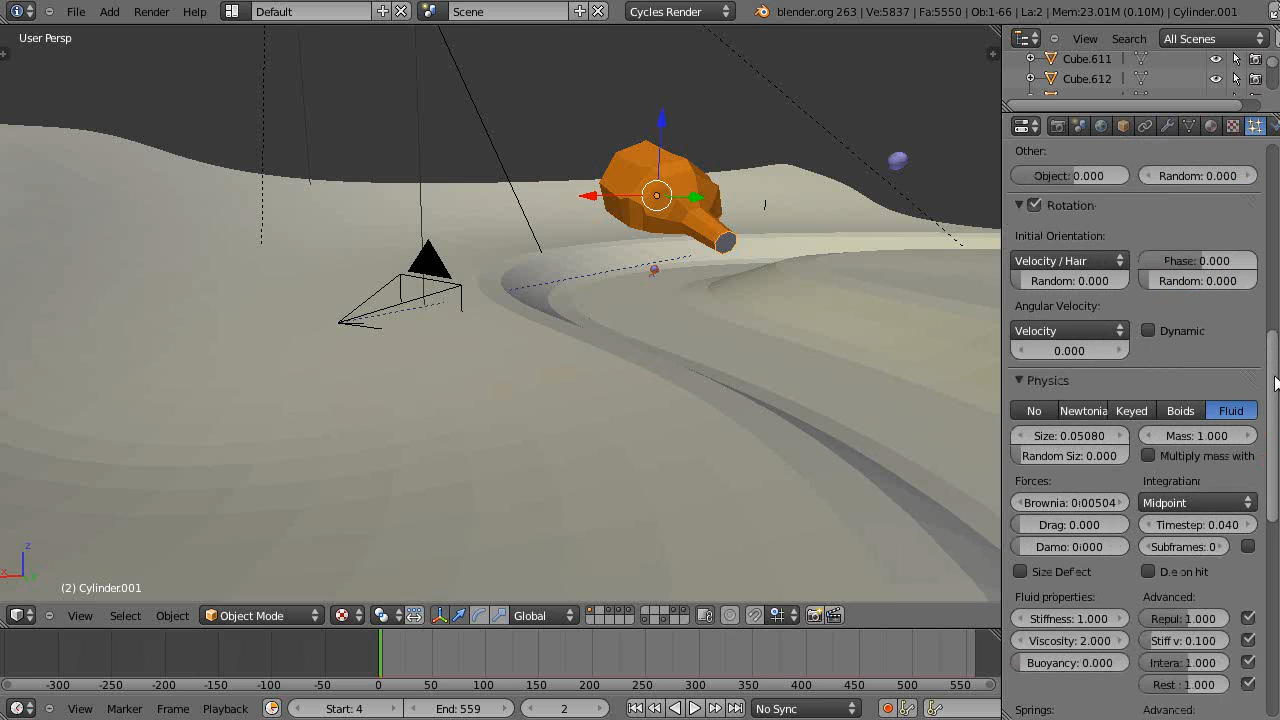 File Add Render Help Default Scene Cycles Render blender.org 263 | Ve:5837 | Fa:5550 | Ob:1-66 | La:2 | Mem:23.01M (0.10M) | Cylinder.001
User Persp
View Search All Scenes
Cube.611
Cube.612
Other:
Object: 0.000 Random: 0.000
Rotation
Initial Orientation:
Velocity / Hair Phase: 0.000
Random: 0.000 Random: 0.000
Angular Velocity:
Velocity Dynamic
0.000
Physics
No Newtonia Keyed Boids Fluid
Size: 0.05080 Mass: 1.000
Random Siz: 0.000 Multiply mass with
Forces: Integration:
Brownia: 0.00504 Midpoint
Drag: 0.000 Timestep: 0.040
Damp: 0.000 Subframes: 0
Size Deflect Die on hit
Fluid properties: Advanced:
Stiffness: 1.000 Repul: 1.000
Viscosity: 2.000 Stiff v: 0.100
Buoyancy: 0.000 Intera: 1.000
Rest : 1.000
Springs: Advanced:
z
x Y
(2) Cylinder.001
View Select Object Object Mode Global
-300 -250 -200 -150 -100 -50 0 50 100 150 200 250 300 350 400 450 500 550
View Marker Frame Playback Start: 4 End: 559 2 No Sync